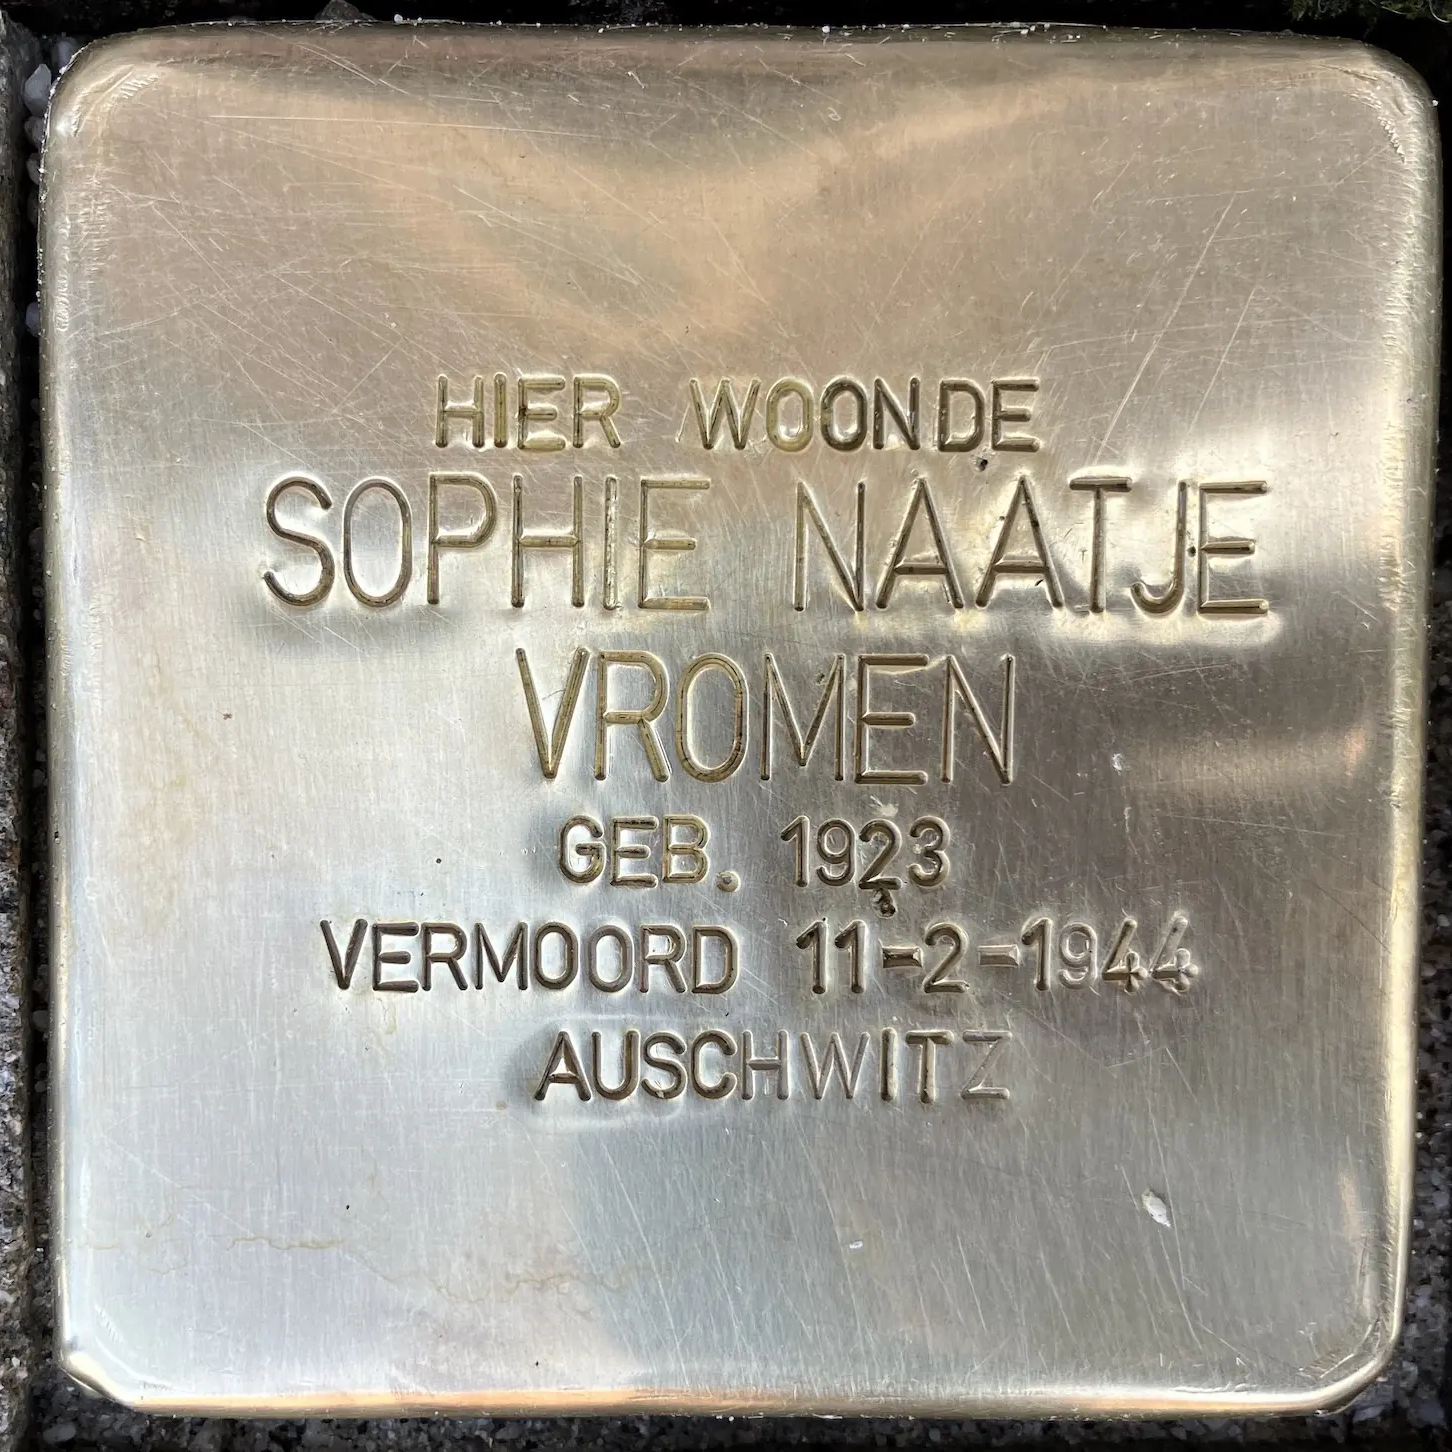 HIER WOONDE
SOPHIE NAATJE
VROMEN
GEB. 1923
VERMOORD 11-2-1944
AUSCHWITZ